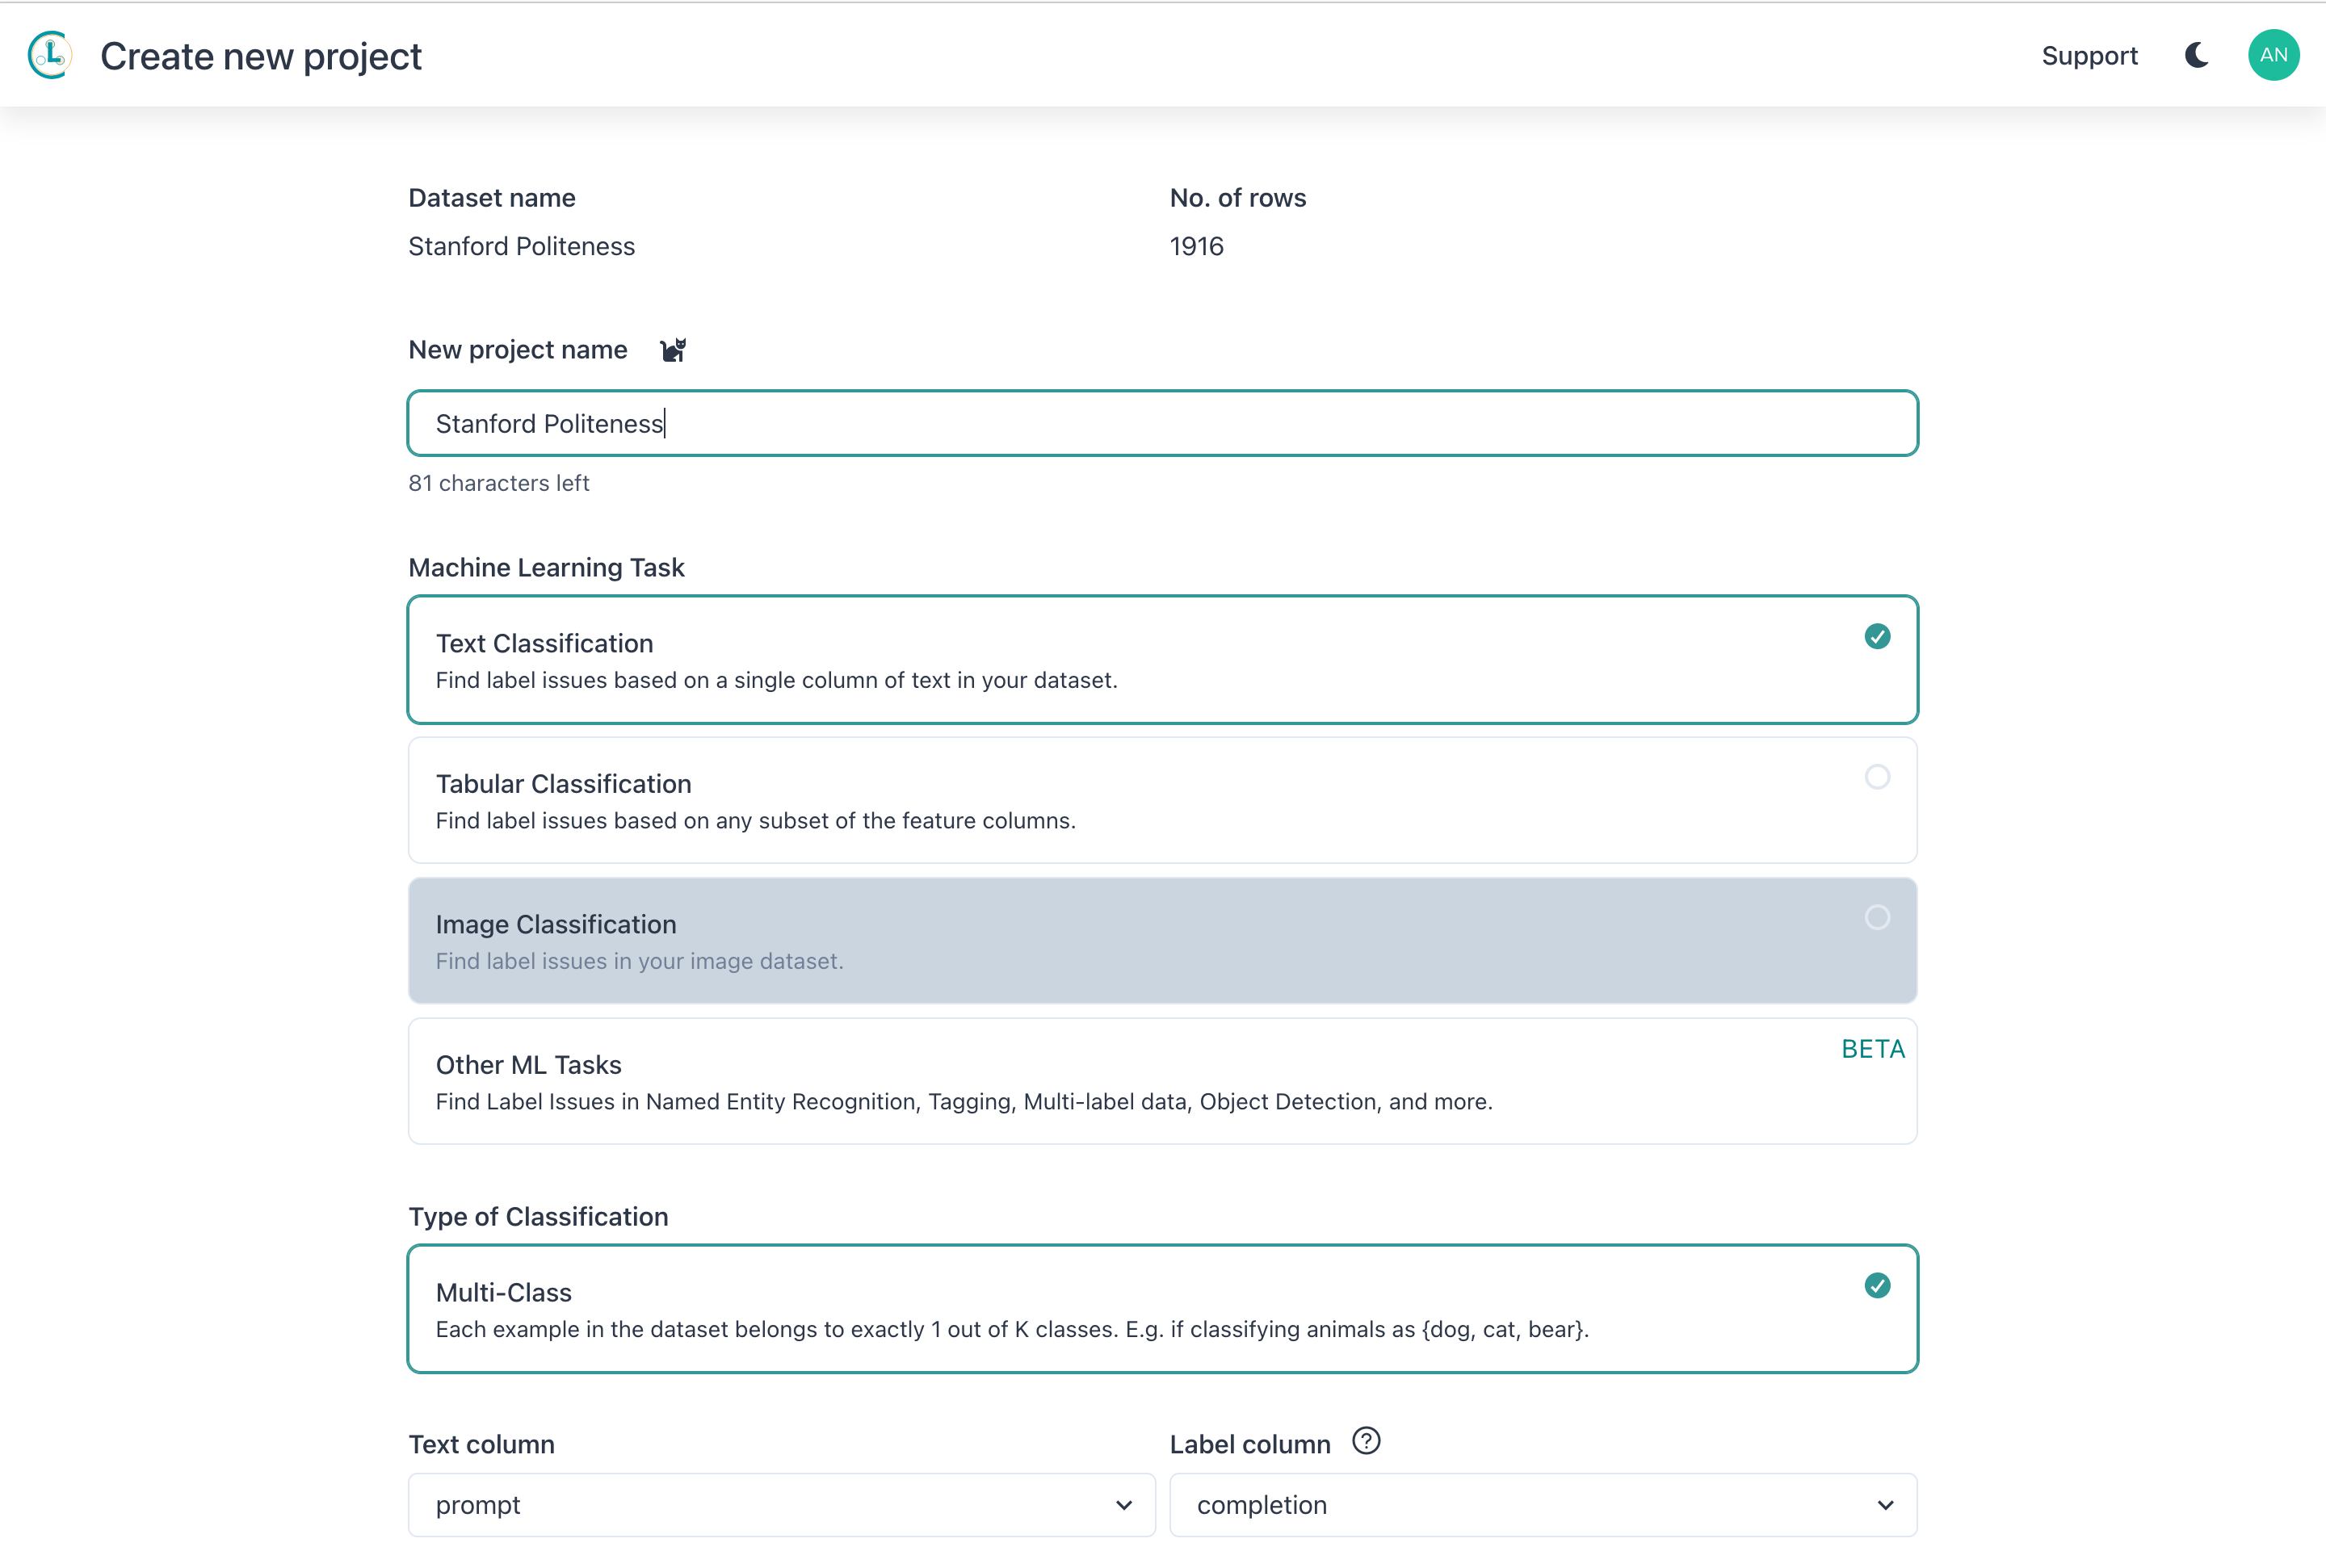 Create new project
Support
AN
Dataset name
No. of rows
Stanford Politeness
1916
New project name
Stanford Politeness
81 characters left
Machine Learning Task
Text Classification
Find label issues based on a single column of text in your dataset.
Tabular Classification
Find label issues based on any subset of the feature columns.
Image Classification
Find label issues in your image dataset.
BETA
Other ML Tasks
Find Label Issues in Named Entity Recognition, Tagging, Multi-label data, Object Detection, and more.
Type of Classification
Multi-Class
Each example in the dataset belongs to exactly 1 out of K classes. E.g. if classifying animals as {dog, cat, bear}.
Text column
Label column
prompt
completion